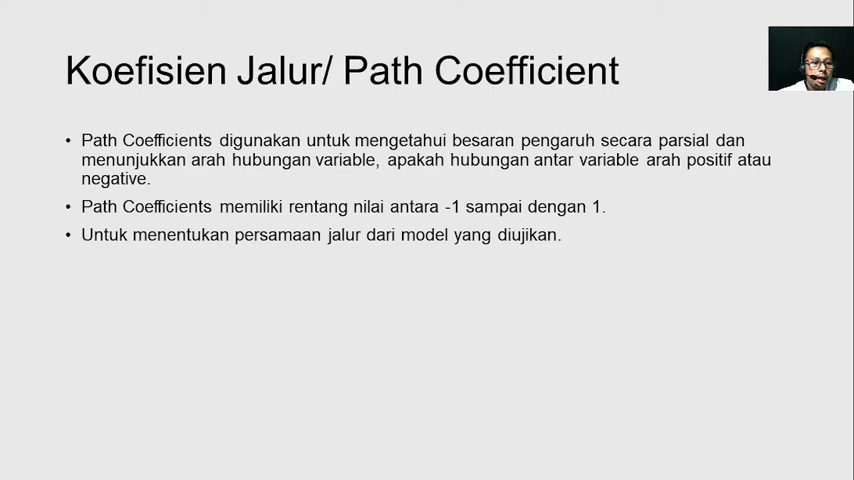 Koefisien Jalur/ Path Coefficient
• Path Coefficients digunakan untuk mengetahui besaran pengaruh secara parsial dan
menunjukkan arah hubungan variable, apakah hubungan antar variable arah positif atau
negative.
• Path Coefficients memiliki rentang nilai antara -1 sampai dengan 1.
• Untuk menentukan persamaan jalur dari model yang diujikan.